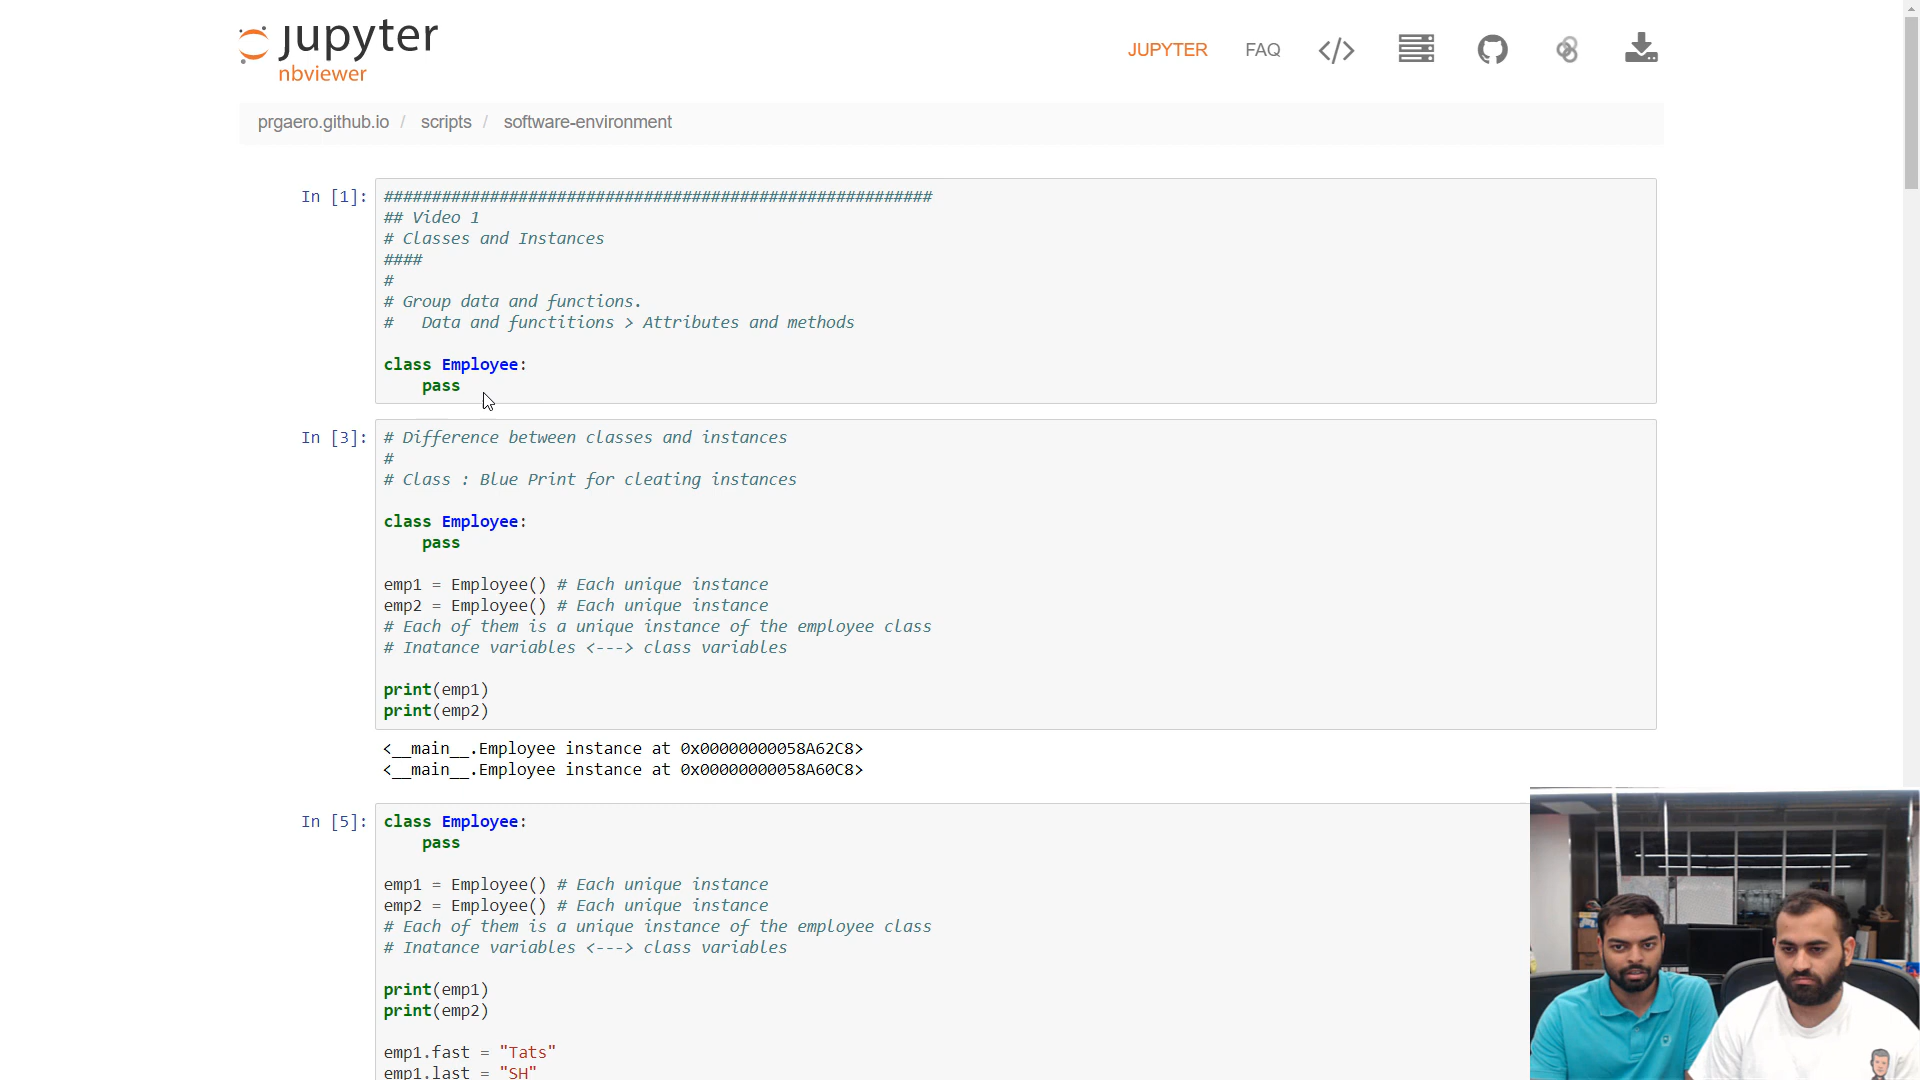 jupyter
nbviewer
JUPYTER FAQ </>
prgaero.github.io / scripts / software-environment
In [1]: #########################################################
## Video 1
# Classes and Instances
####
#
# Group data and functions.
#   Data and functitions > Attributes and methods
class Employee:
    pass
In [3]: # Difference between classes and instances
#
# Class : Blue Print for cleating instances
class Employee:
    pass
emp1 = Employee() # Each unique instance
emp2 = Employee() # Each unique instance
# Each of them is a unique instance of the employee class
# Inatance variables <---> class variables
print(emp1)
print(emp2)
<__main__.Employee instance at 0x00000000058A62C8>
<__main__.Employee instance at 0x00000000058A60C8>
In [5]: class Employee:
    pass
emp1 = Employee() # Each unique instance
emp2 = Employee() # Each unique instance
# Each of them is a unique instance of the employee class
# Inatance variables <---> class variables
print(emp1)
print(emp2)
emp1.fast = "Tats"
emp1.last = "SH"